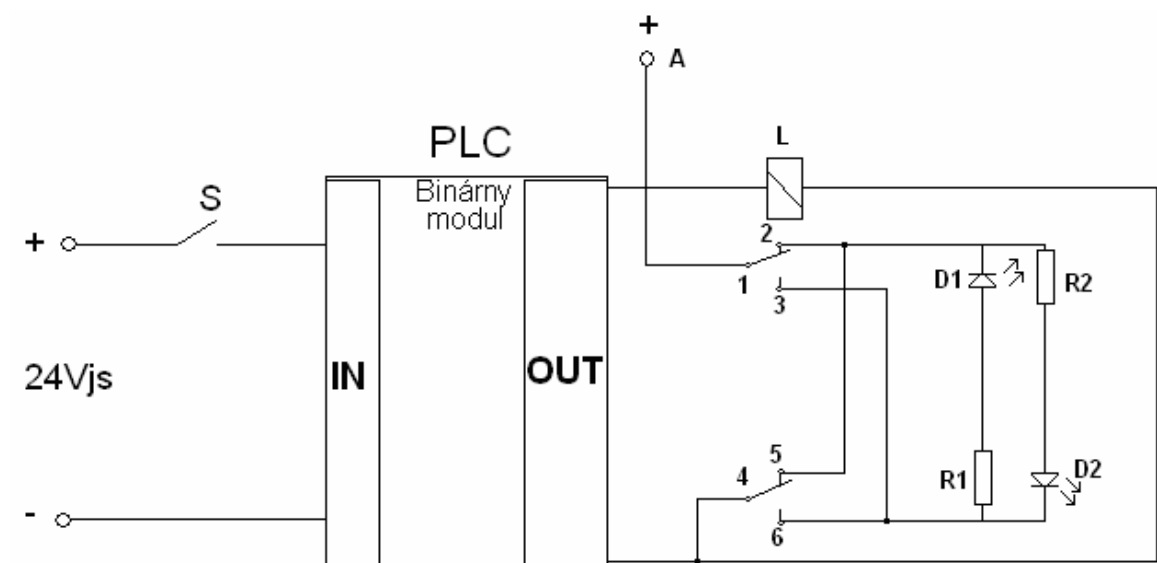 +
A
PLC
L
Binárny
modul
S
+
2
1
3
D1
R2
24Vjs
IN
OUT
5
4
R1
D2
6
-